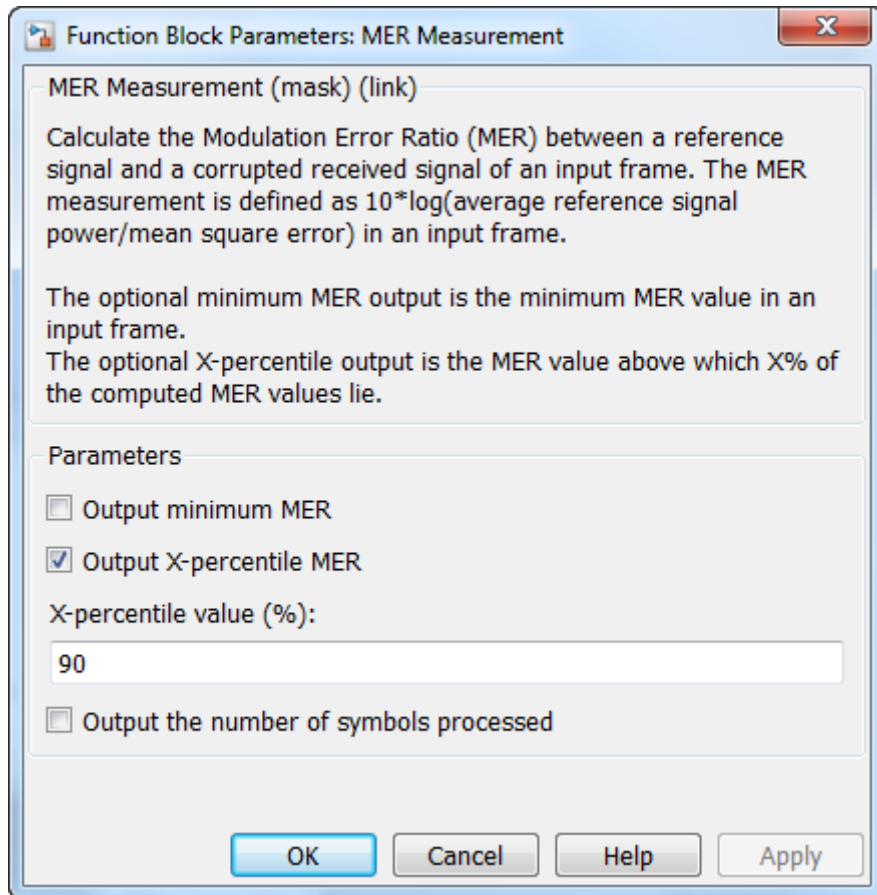 Function Block Parameters: MER Measurement
MER Measurement (mask) (link)
Calculate the Modulation Error Ratio (MER) between a reference
signal and a corrupted received signal of an input frame. The MER
measurement is defined as 10*log(average reference signal
power/mean square error) in an input frame.
The optional minimum MER output is the minimum MER value in an
input frame.
The optional X-percentile output is the MER value above which X% of
the computed MER values lie.
Parameters
Output minimum MER
Output X-percentile MER
X-percentile value (%):
90
Output the number of symbols processed
OK Cancel Help Apply